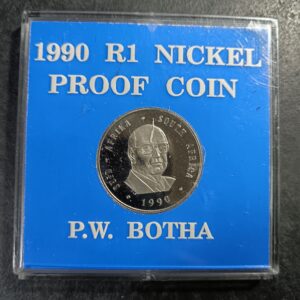 1990 R1 NICKEL
PROOF COIN
SUID - AFRIKA · SOUTH AFRICA
1990
P.W. BOTHA